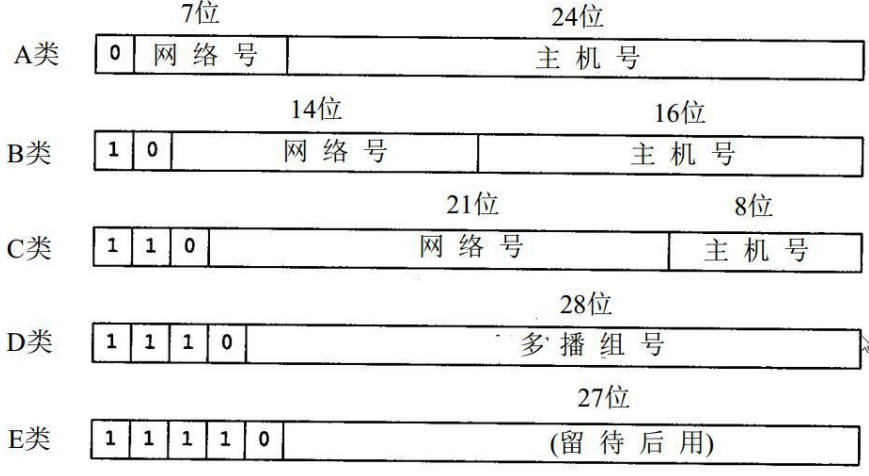 7位 24位
A类 0 网络号 主机号
14位 16位
B类 1 0 网络号 主机号
21位 8位
C类 1 1 0 网络号 主机号
28位
D类 1 1 1 0 多播组号
27位
E类 1 1 1 1 0 (留待后用)